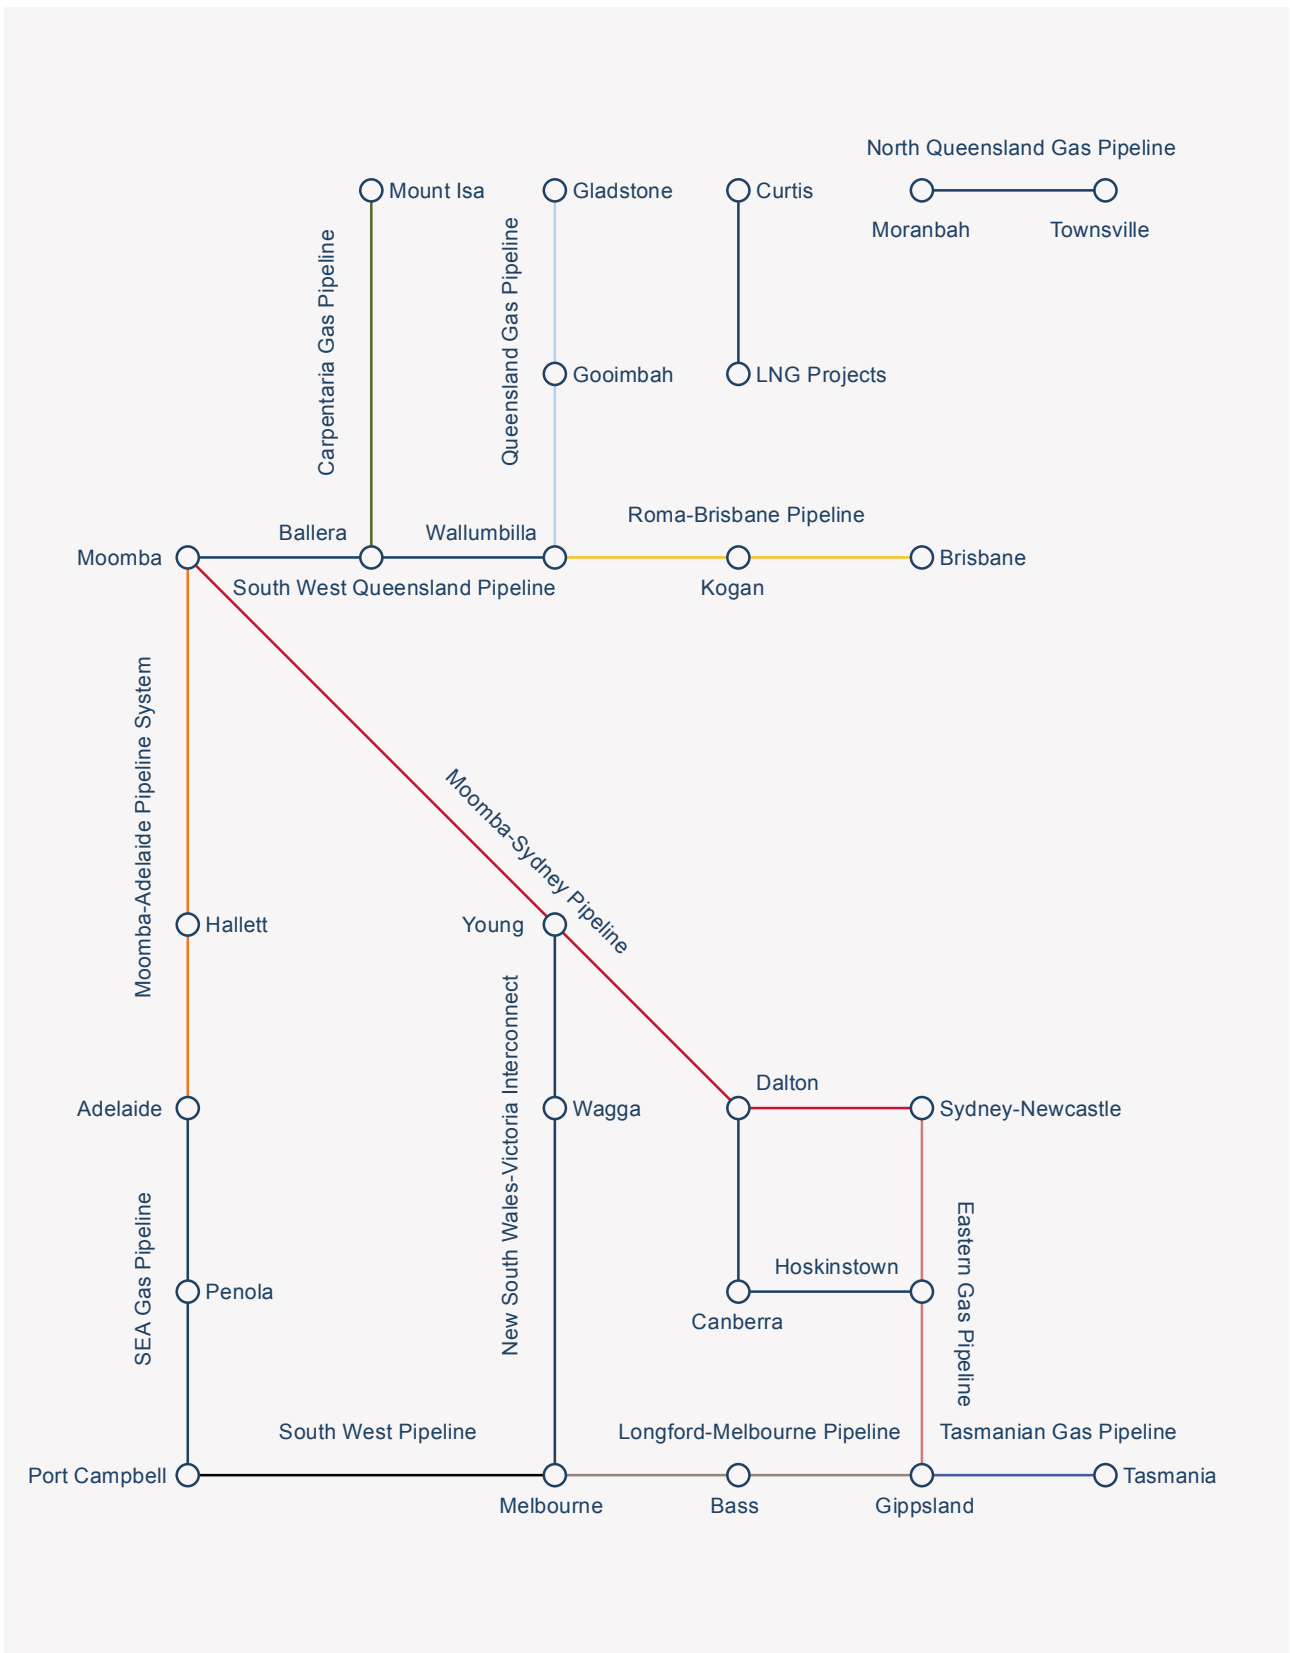 North Queensland Gas Pipeline
Mount Isa
Gladstone
Curtis
Moranbah
Townsville
Carpentaria Gas Pipeline
Queensland Gas Pipeline
Gooimbah
LNG Projects
Roma-Brisbane Pipeline
Ballera
Wallumbilla
Moomba
Brisbane
South West Queensland Pipeline
Kogan
Moomba-Adelaide Pipeline System
Moomba-Sydney Pipeline
Hallett
Young
New South Wales-Victoria Interconnect
Dalton
Adelaide
Wagga
Sydney-Newcastle
SEA Gas Pipeline
Eastern Gas Pipeline
Hoskinstown
Penola
Canberra
South West Pipeline
Longford-Melbourne Pipeline
Tasmanian Gas Pipeline
Port Campbell
Tasmania
Melbourne
Bass
Gippsland